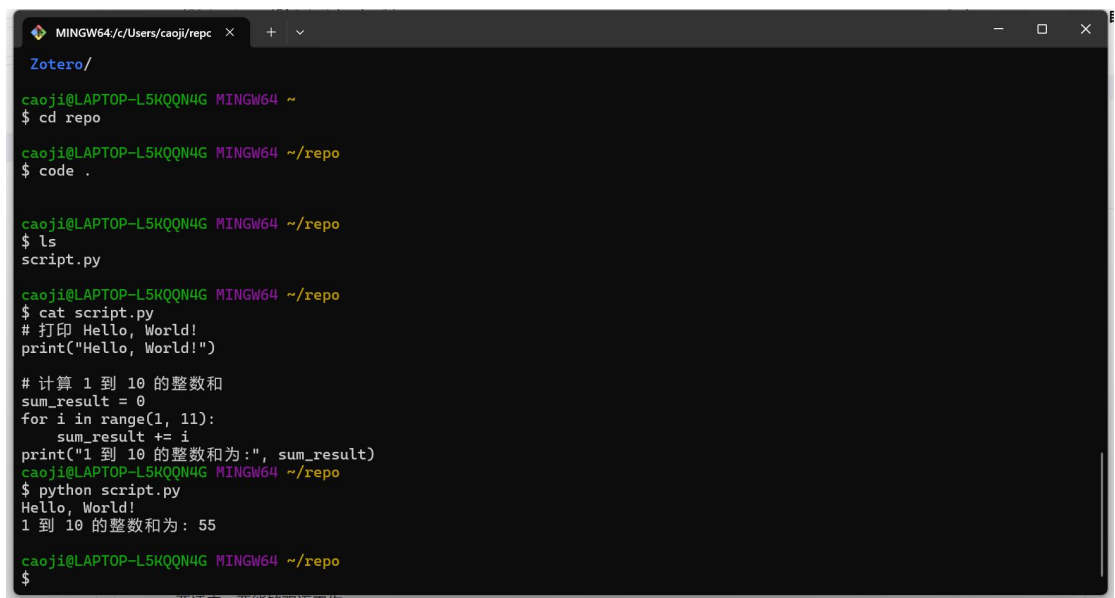 MINGW64:/c/Users/caoji/repo
Zotero/
caoji@LAPTOP-L5KQQN4G MINGW64 ~
$ cd repo
caoji@LAPTOP-L5KQQN4G MINGW64 ~/repo
$ code .
caoji@LAPTOP-L5KQQN4G MINGW64 ~/repo
$ ls
script.py
caoji@LAPTOP-L5KQQN4G MINGW64 ~/repo
$ cat script.py
# 打印 Hello, World!
print("Hello, World!")
# 计算 1 到 10 的整数和
sum_result = 0
for i in range(1, 11):
    sum_result += i
print("1 到 10 的整数和为:", sum_result)
caoji@LAPTOP-L5KQQN4G MINGW64 ~/repo
$ python script.py
Hello, World!
1 到 10 的整数和为: 55
caoji@LAPTOP-L5KQQN4G MINGW64 ~/repo
$